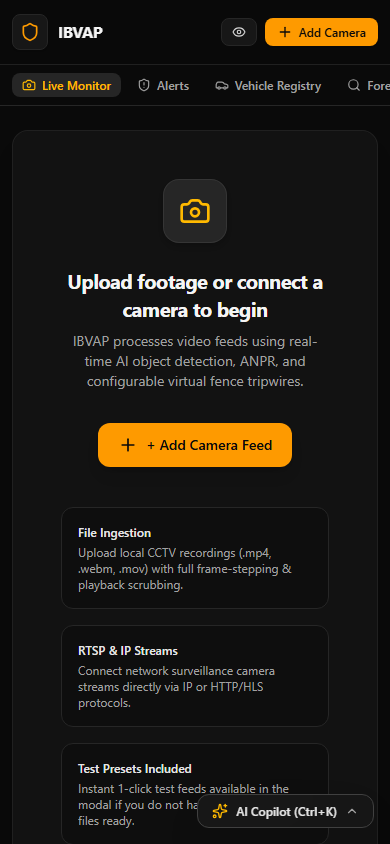 IBVAP
Add Camera
Live Monitor
Alerts
Vehicle Registry
Fore
Upload footage or connect a
camera to begin
IBVAP processes video feeds using real-
time AI object detection, ANPR, and
configurable virtual fence tripwires.
+ Add Camera Feed
File Ingestion
Upload local CCTV recordings (.mp4,
.webm, .mov) with full frame-stepping &
playback scrubbing.
RTSP & IP Streams
Connect network surveillance camera
streams directly via IP or HTTP/HLS
protocols.
Test Presets Included
Instant 1-click test feeds available in the
modal if you do not ha
files ready.
AI Copilot (Ctrl+K)